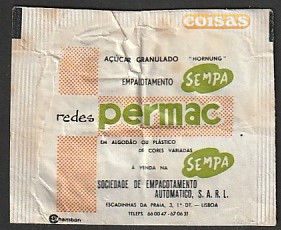 coisas
AÇÚCAR GRANULADO "HORNUNG"
EMPACOTAMENTO SEMPA
redes permac
EM ALGODÃO OU PLÁSTICO
DE CORES VARIADAS
À VENDA NA SEMPA
SOCIEDADE DE EMPACOTAMENTO
AUTOMÁTICO, S. A. R. L.
ESCADINHAS DA PRAIA, 3, 1.º DT. — LISBOA
TELEFS. 66 00 47 - 67 06 31